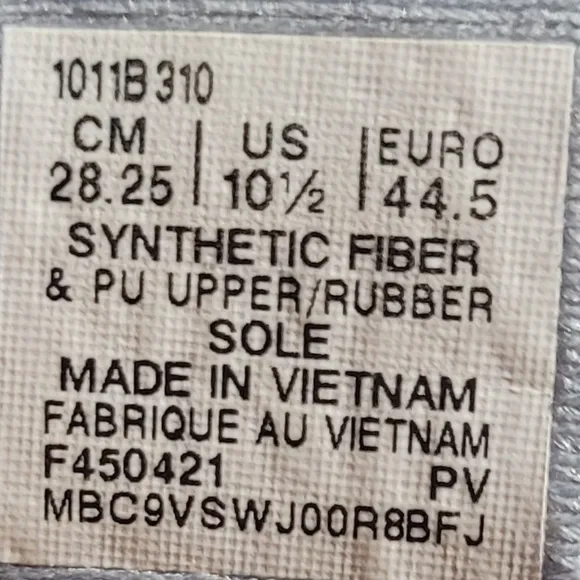 1011B310
CM | US | EURO
28.25 | 10½ | 44.5
SYNTHETIC FIBER
& PU UPPER/RUBBER
SOLE
MADE IN VIETNAM
FABRIQUE AU VIETNAM
F450421 PV
MBC9VSWJ00R8BFJ